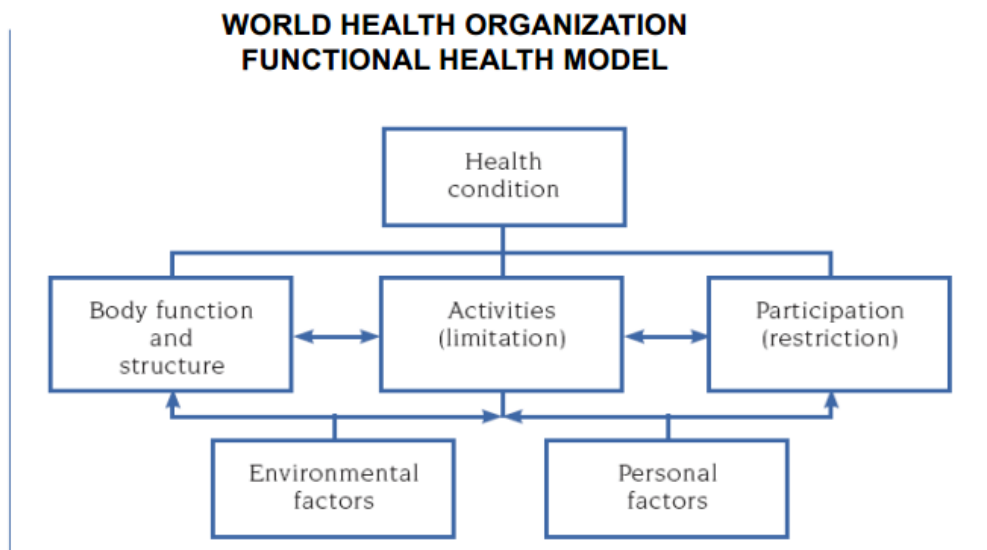 WORLD HEALTH ORGANIZATION
FUNCTIONAL HEALTH MODEL
Health
condition
Body function
and
structure
Activities
(limitation)
Participation
(restriction)
Environmental
factors
Personal
factors